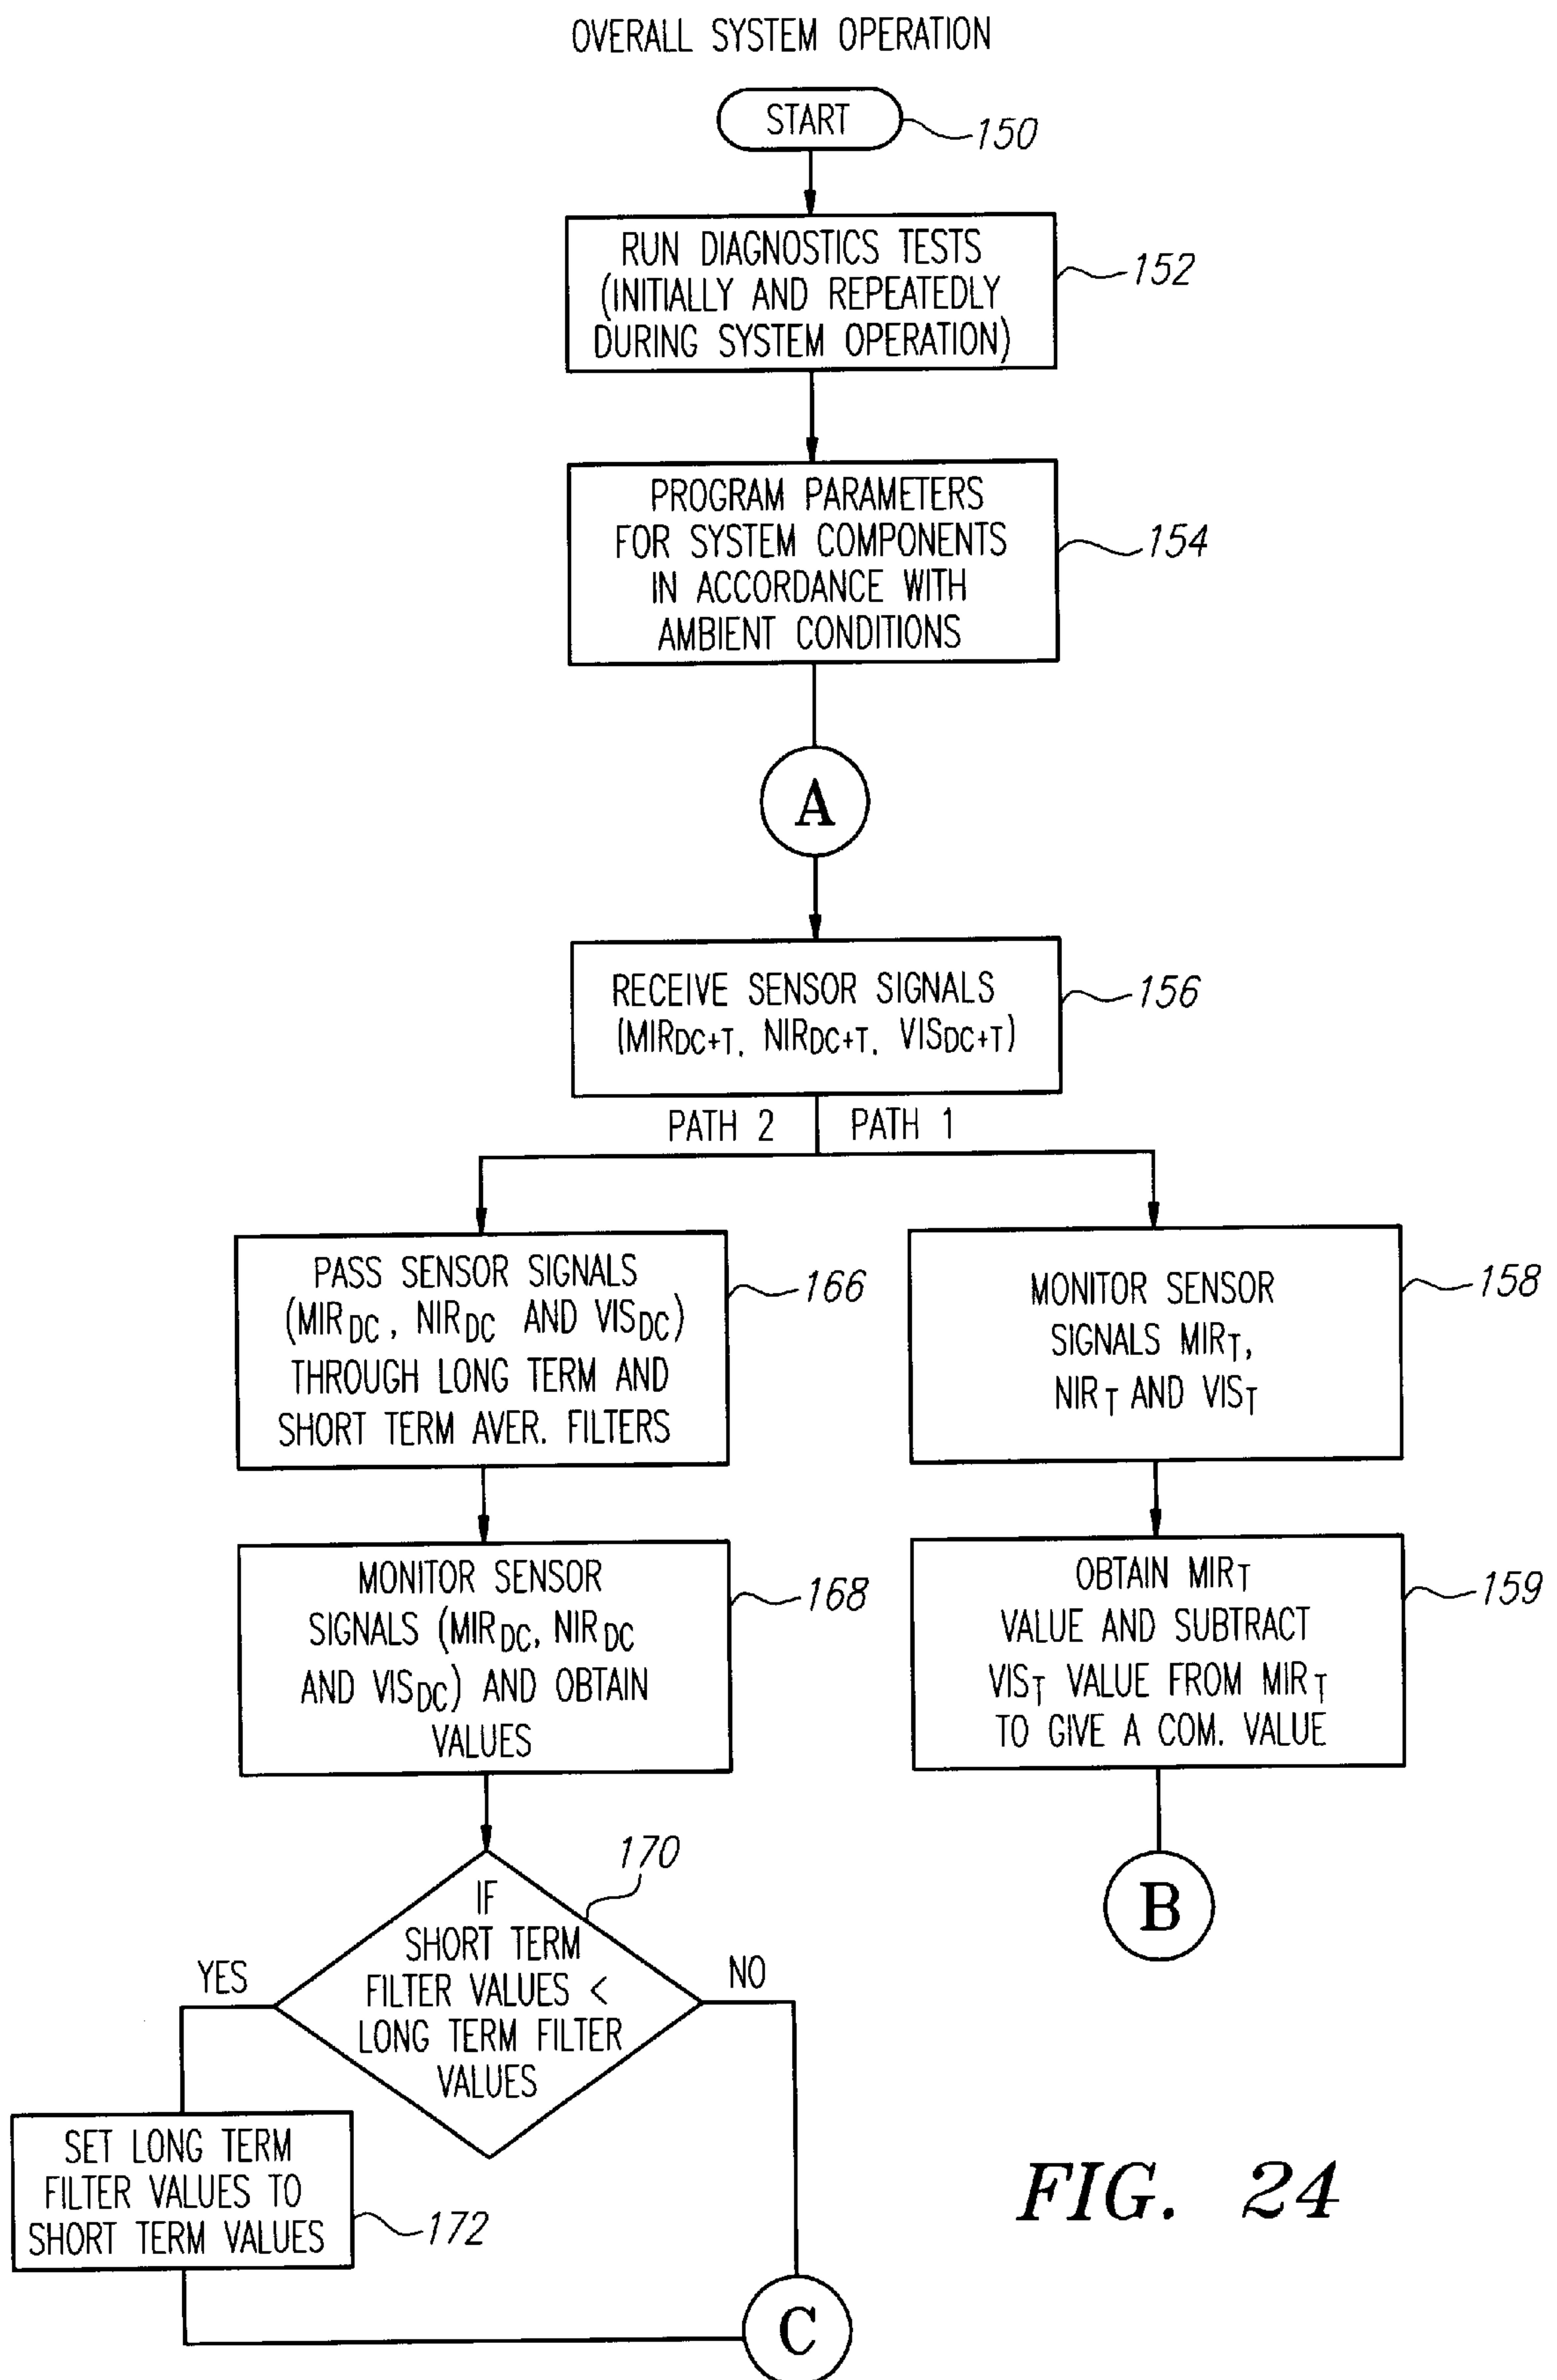 OVERALL SYSTEM OPERATION
START
150
RUN DIAGNOSTICS TESTS
(INITIALLY AND REPEATEDLY
DURING SYSTEM OPERATION)
152
PROGRAM PARAMETERS
FOR SYSTEM COMPONENTS
IN ACCORDANCE WITH
AMBIENT CONDITIONS
154
A
RECEIVE SENSOR SIGNALS
(MIRDC+T, NIRDC+T, VISDC+T)
156
PATH 2
PATH 1
PASS SENSOR SIGNALS
(MIRDC, NIRDC AND VISDC)
THROUGH LONG TERM AND
SHORT TERM AVER. FILTERS
166
MONITOR SENSOR
SIGNALS MIRT,
NIRT AND VIST
158
MONITOR SENSOR
SIGNALS (MIRDC, NIRDC
AND VISDC) AND OBTAIN
VALUES
168
OBTAIN MIRT
VALUE AND SUBTRACT
VIST VALUE FROM MIRT
TO GIVE A COM. VALUE
159
B
170
IF
SHORT TERM
FILTER VALUES <
LONG TERM FILTER
VALUES
YES
NO
SET LONG TERM
FILTER VALUES TO
SHORT TERM VALUES
172
C
FIG. 24